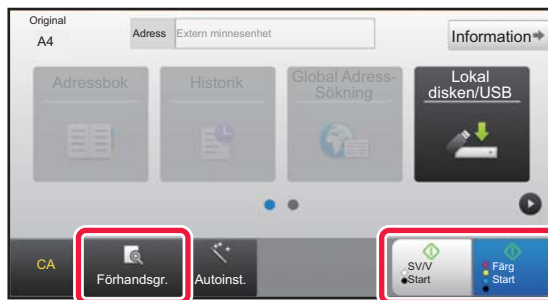 Original
A4
Adress Extern minnesenhet
Information
Adressbok
Historik
Global Adress-
Sökning
Lokal
disken/USB
CA
Förhandsgr.
Autoinst.
SV/V
Start
Färg
Start